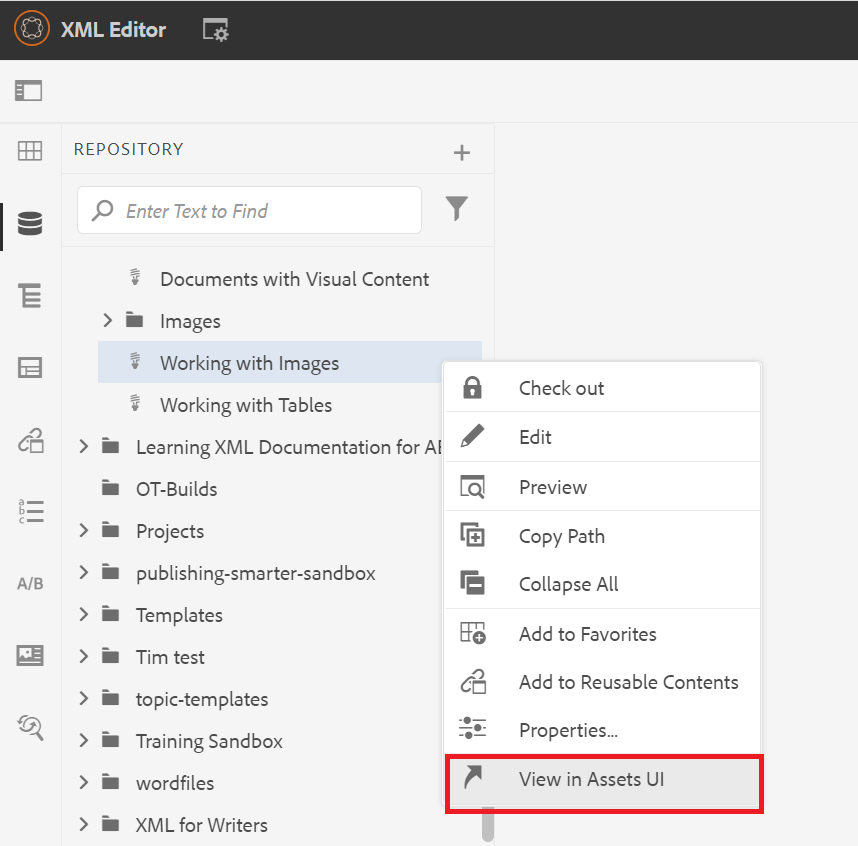 XML Editor
REPOSITORY
Enter Text to Find
Documents with Visual Content
Images
Working with Images
Working with Tables
Learning XML Documentation for AE
OT-Builds
Projects
publishing-smarter-sandbox
Templates
Tim test
topic-templates
Training Sandbox
wordfiles
XML for Writers
a
b
c
A/B
Check out
Edit
Preview
Copy Path
Collapse All
Add to Favorites
Add to Reusable Contents
Properties...
View in Assets UI